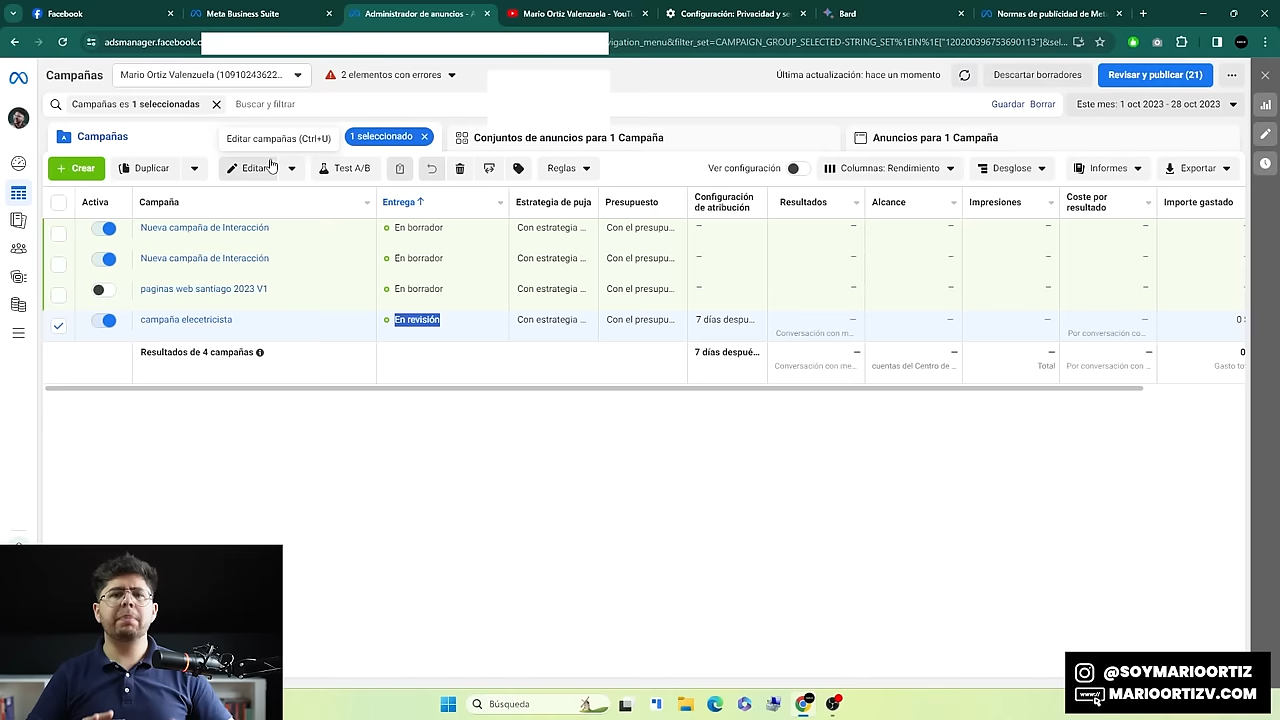 Facebook
Meta Business Suite
Administrador de anuncios - A
Mario Ortiz Valenzuela - YouTu
Configuración: Privacidad y se
Bard
Normas de publicidad de Meta
adsmanager.facebook.c
vigation_menu&filter_set=CAMPAIGN_GROUP_SELECTED-STRING_SET%1EIN%1E["120200396753690113"]&sel...
Campañas
Mario Ortiz Valenzuela (10910243622...
2 elementos con errores
Última actualización: hace un momento
Descartar borradores
Revisar y publicar (21)
Campañas es 1 seleccionadas
Buscar y filtrar
Guardar
Borrar
Este mes: 1 oct 2023 - 28 oct 2023
Campañas
Editar campañas (Ctrl+U)
1 seleccionado
Conjuntos de anuncios para 1 Campaña
Anuncios para 1 Campaña
Crear
Duplicar
Editar
Test A/B
Reglas
Ver configuración
Columnas: Rendimiento
Desglose
Informes
Exportar
Activa
Campaña
Entrega ↑
Estrategia de puja
Presupuesto
Configuración de atribución
Resultados
Alcance
Impresiones
Coste por resultado
Importe gastado
Nueva campaña de Interacción
En borrador
Con estrategia ...
Con el presupu...
–
–
–
–
–
Nueva campaña de Interacción
En borrador
Con estrategia ...
Con el presupu...
–
–
–
–
–
paginas web santiago 2023 V1
En borrador
Con estrategia ...
Con el presupu...
–
–
–
–
–
campaña elecetricista
En revisión
Con estrategia ...
Con el presupu...
7 días despu...
–
–
–
–
0
Conversación con m...
Por conversación co...
Resultados de 4 campañas
7 días despué...
–
–
–
–
0
Conversación con me...
cuentas del Centro de ...
Total
Por conversación con ...
Gasto to
Búsqueda
@SOYMARIOORTIZ
WWW//
MARIOORTIZV.COM